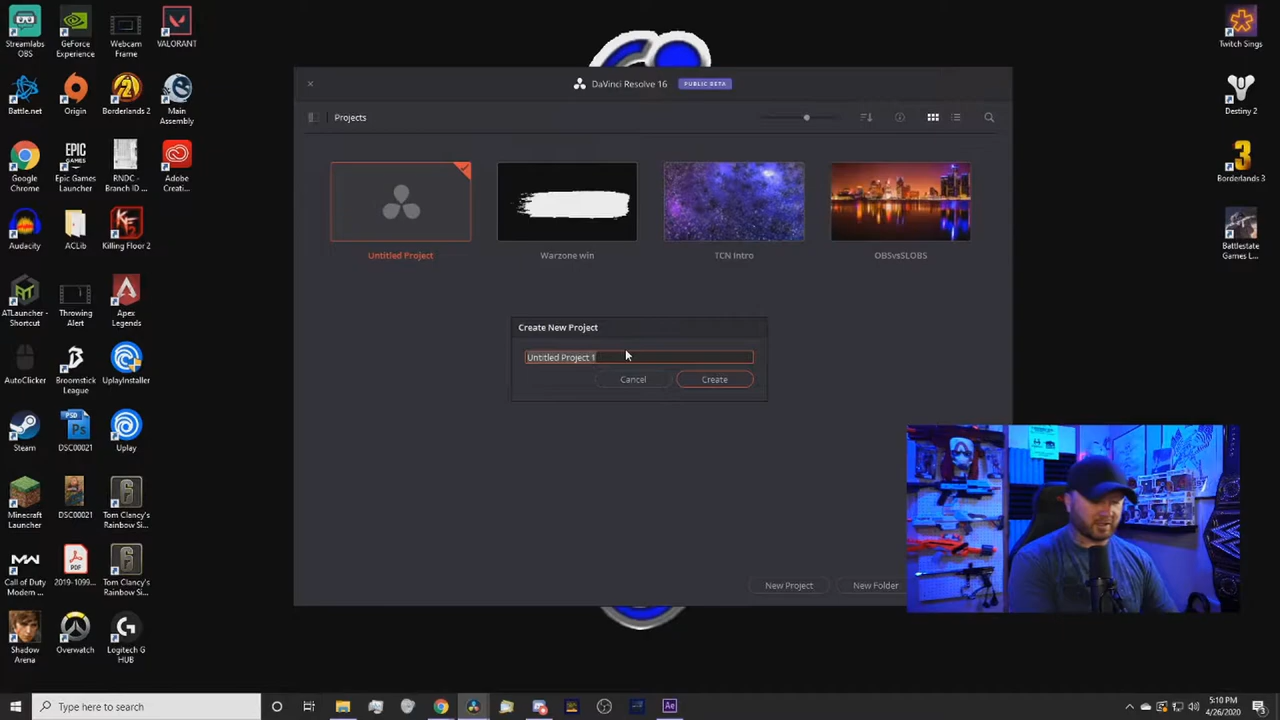 Streamlabs OBS
GeForce Experience
Webcam Frame
VALORANT
Twitch Sings
DaVinci Resolve 16
PUBLIC BETA
Projects
Battle.net
Origin
Borderlands 2
Main Assembly
Destiny 2
Google Chrome
Epic Games Launcher
RNDC - Branch ID ...
Adobe Creati...
Borderlands 3
Untitled Project
Warzone win
TCN Intro
OBSvsSLOBS
Audacity
ACLib
Killing Floor 2
Battlestate Games L...
ATLauncher - Shortcut
Throwing Alert
Apex Legends
Create New Project
Untitled Project 1
Cancel
Create
AutoClicker
Broomstick League
UplayInstaller
Steam
DSC00021
Uplay
Minecraft Launcher
DSC00021
Tom Clancy's Rainbow Si...
Call of Duty Modern ...
2019-1099...
Tom Clancy's Rainbow Si...
New Project
New Folder
Shadow Arena
Overwatch
Logitech G HUB
Type here to search
5:10 PM
4/26/2020